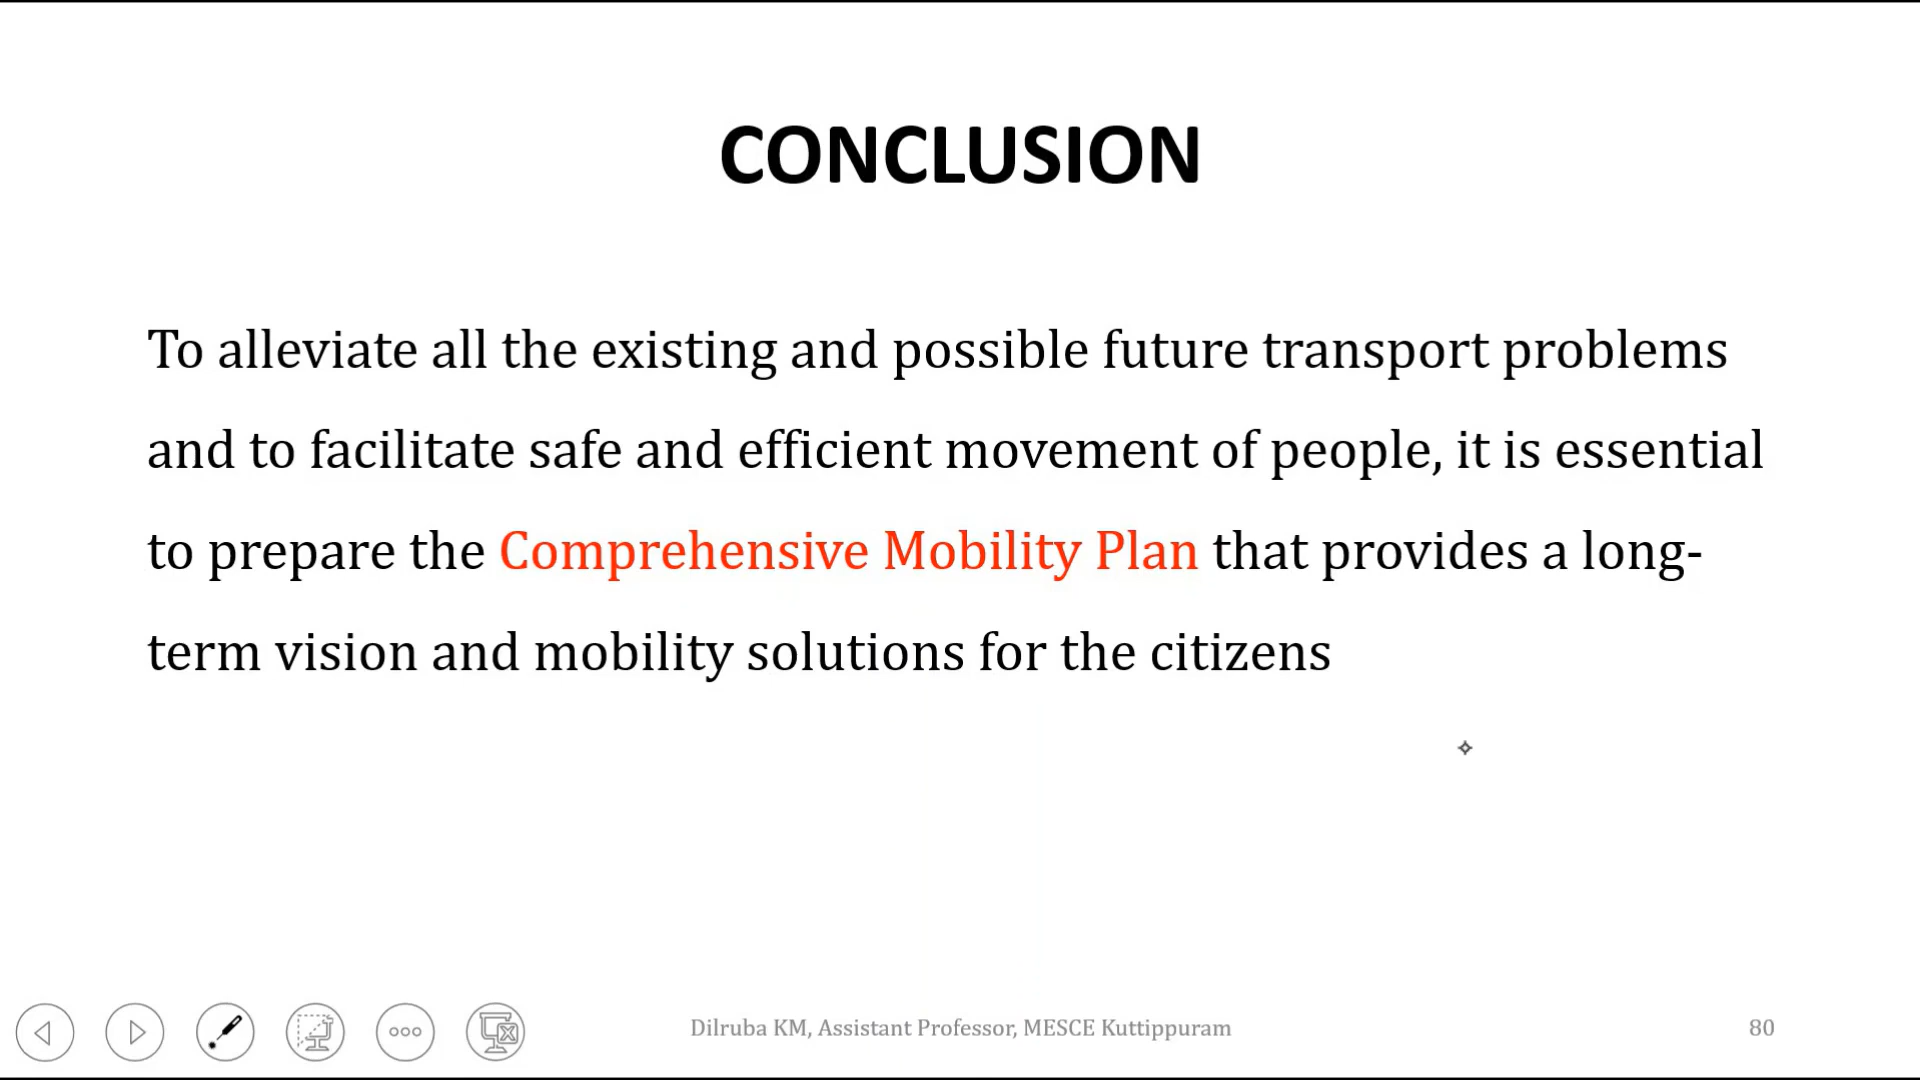 CONCLUSION
To alleviate all the existing and possible future transport problems
and to facilitate safe and efficient movement of people, it is essential
to prepare the Comprehensive Mobility Plan that provides a long-
term vision and mobility solutions for the citizens
Dilruba KM, Assistant Professor, MESCE Kuttippuram
80